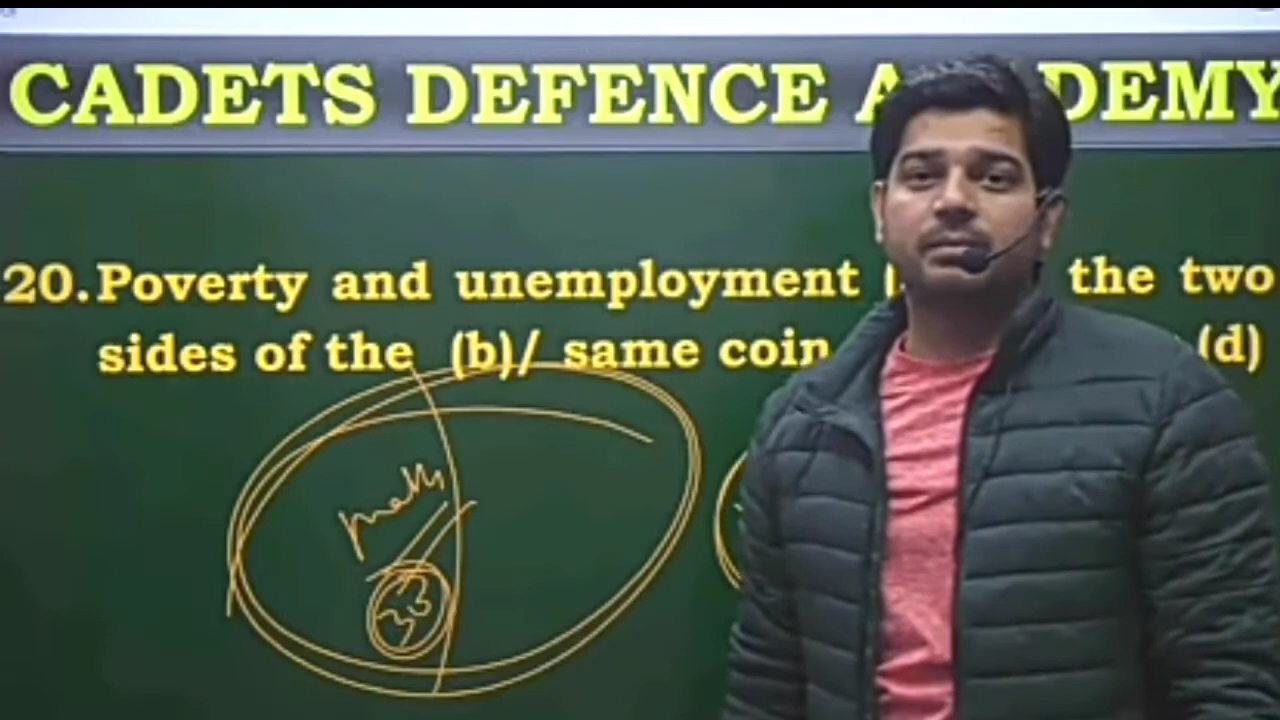 CADETS DEFENCE A DEMY
20. Poverty and unemployment ( the two
sides of the (b)/ same coin (d)